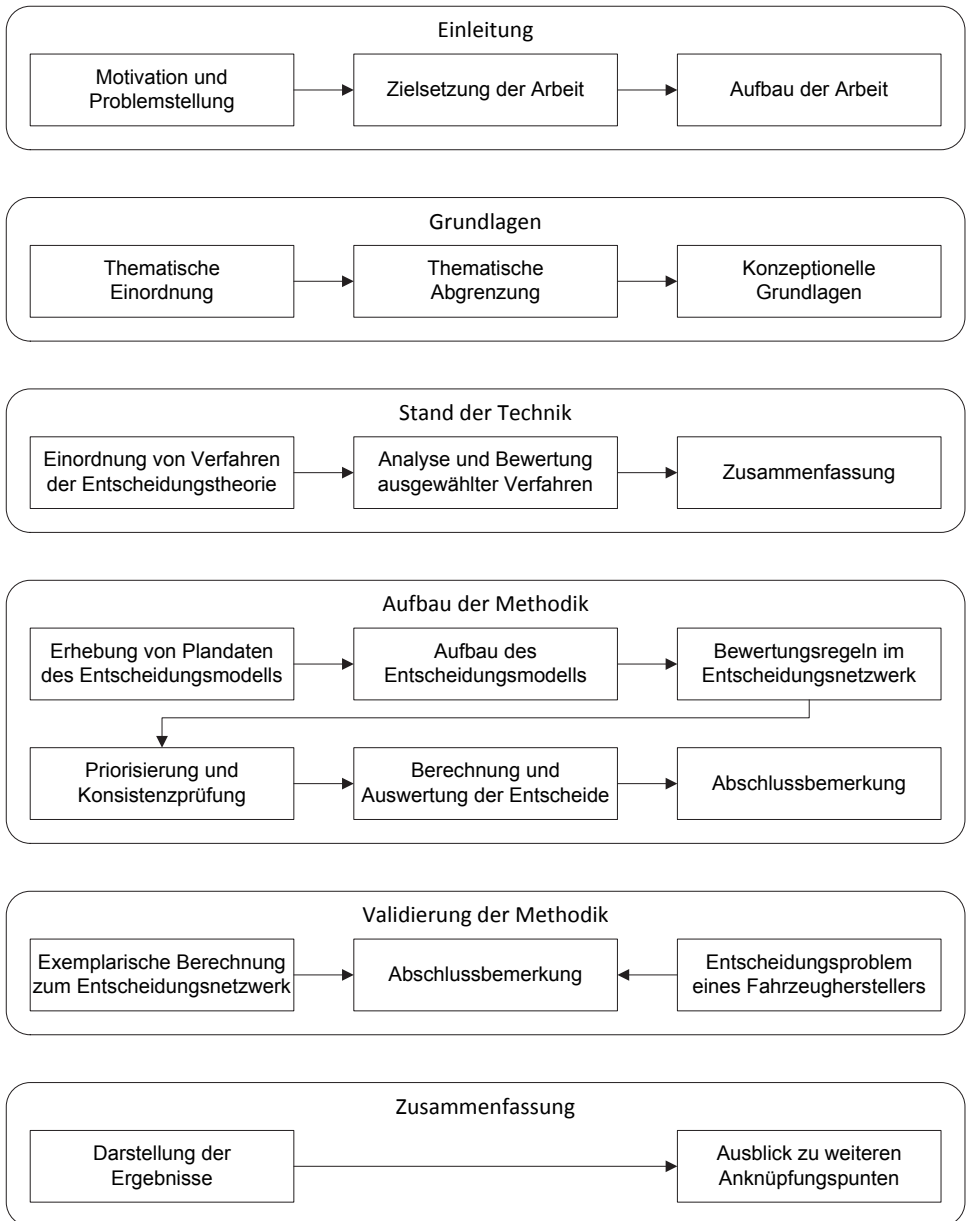 Einleitung
Motivation und
Problemstellung
Zielsetzung der Arbeit
Aufbau der Arbeit
Grundlagen
Thematische
Einordnung
Thematische
Abgrenzung
Konzeptionelle
Grundlagen
Stand der Technik
Einordnung von Verfahren
der Entscheidungstheorie
Analyse und Bewertung
ausgewählter Verfahren
Zusammenfassung
Aufbau der Methodik
Erhebung von Plandaten
des Entscheidungsmodells
Aufbau des
Entscheidungsmodells
Bewertungsregeln im
Entscheidungsnetzwerk
Priorisierung und
Konsistenzprüfung
Berechnung und
Auswertung der Entscheide
Abschlussbemerkung
Validierung der Methodik
Exemplarische Berechnung
zum Entscheidungsnetzwerk
Abschlussbemerkung
Entscheidungsproblem
eines Fahrzeugherstellers
Zusammenfassung
Darstellung der
Ergebnisse
Ausblick zu weiteren
Anknüpfungspunten